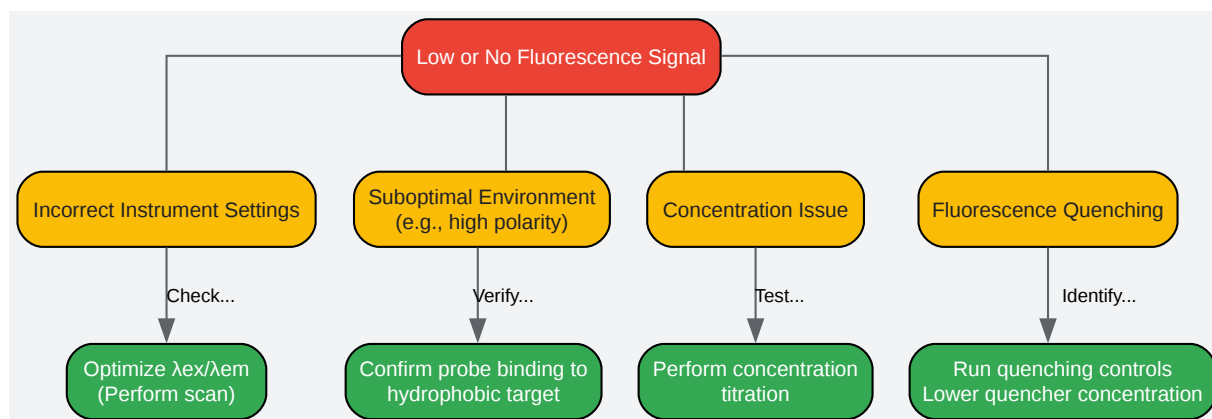 Low or No Fluorescence Signal
Incorrect Instrument Settings
Suboptimal Environment
(e.g., high polarity)
Concentration Issue
Fluorescence Quenching
Check...
Verify...
Test...
Identify...
Optimize λex/λem
(Perform scan)
Confirm probe binding to
hydrophobic target
Perform concentration
titration
Run quenching controls
Lower quencher concentration